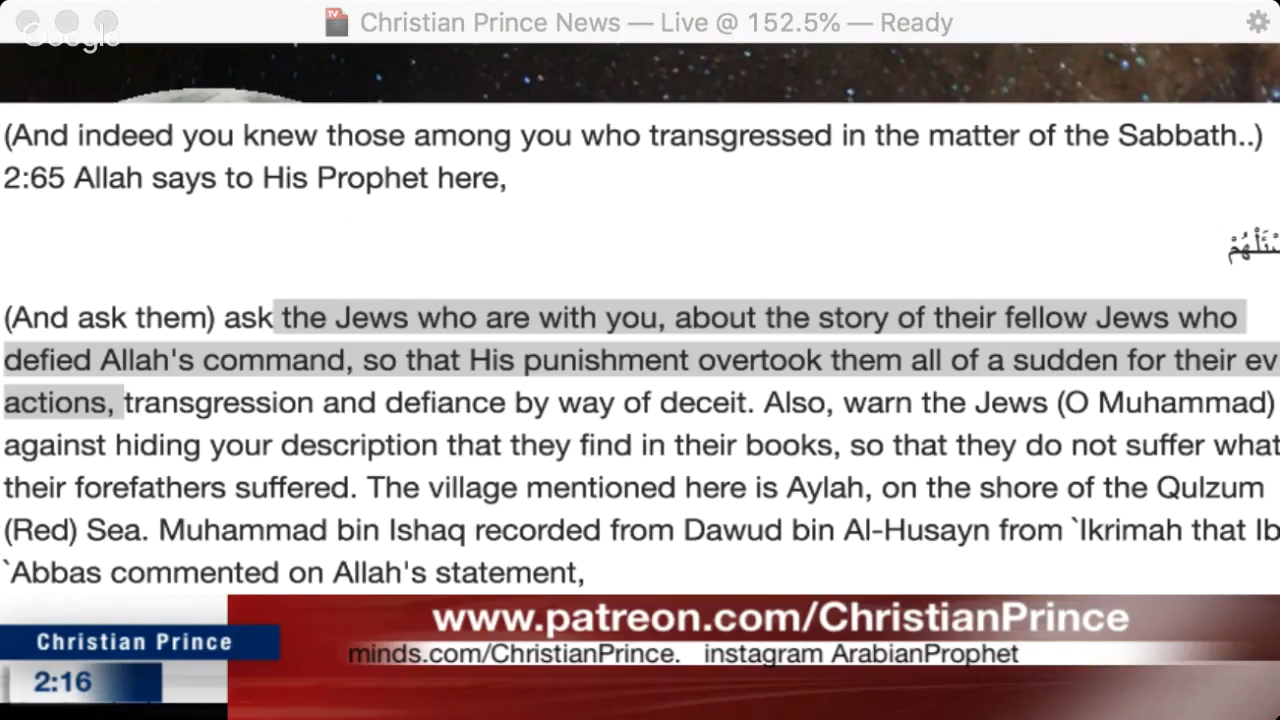 Christian Prince News — Live @ 152.5% — Ready
Google
TV
(And indeed you knew those among you who transgressed in the matter of the Sabbath..)
2:65 Allah says to His Prophet here,
(And ask them) ask the Jews who are with you, about the story of their fellow Jews who
defied Allah's command, so that His punishment overtook them all of a sudden for their ev
actions, transgression and defiance by way of deceit. Also, warn the Jews (O Muhammad)
against hiding your description that they find in their books, so that they do not suffer what
their forefathers suffered. The village mentioned here is Aylah, on the shore of the Qulzum
(Red) Sea. Muhammad bin Ishaq recorded from Dawud bin Al-Husayn from `Ikrimah that Ib
`Abbas commented on Allah's statement,
www.patreon.com/ChristianPrince
Christian Prince
minds.com/ChristianPrince. instagram ArabianProphet
2:16